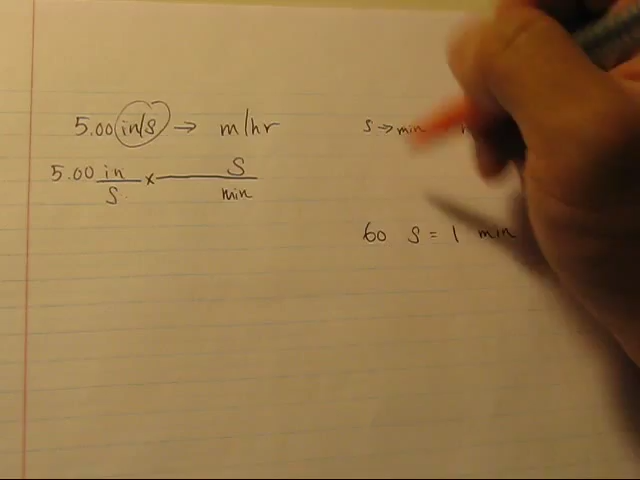 5.00 in/s → m/hr
s → min
5.00 in/s × s/min
60 s = 1 min